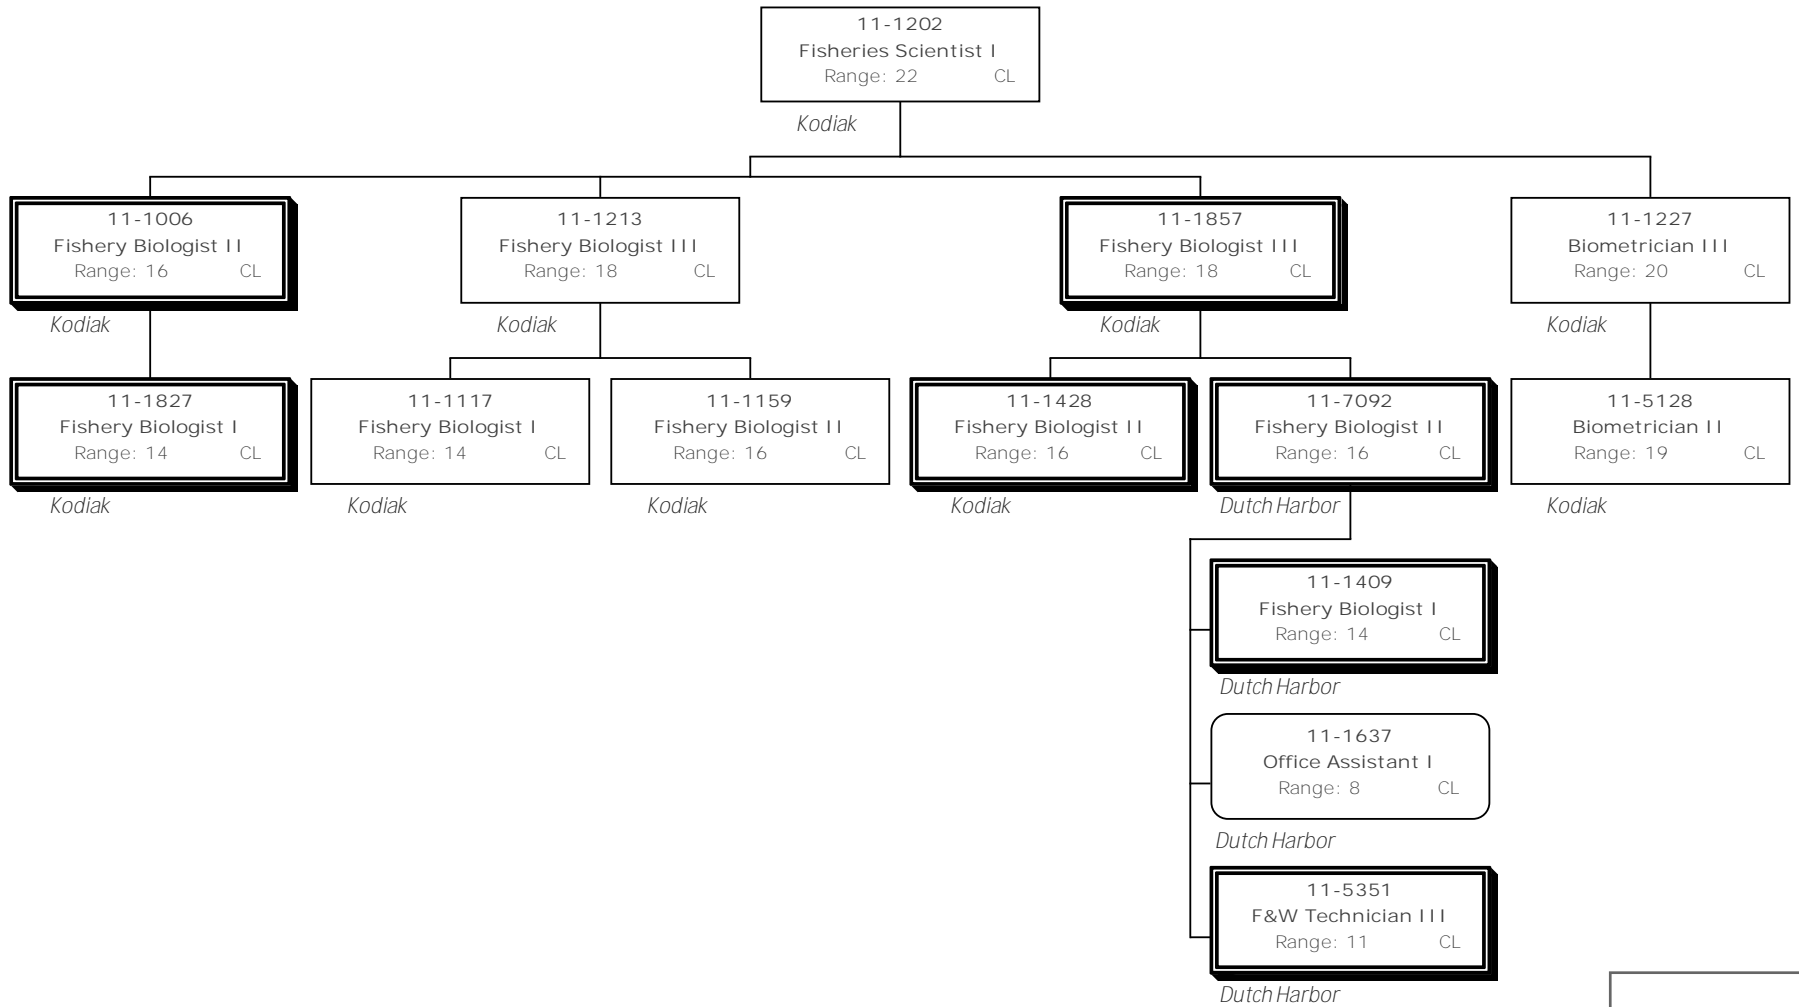 11-1202
Fisheries Scientist I
Range: 22 CL
Kodiak
11-1006
Fishery Biologist II
Range: 16 CL
Kodiak
11-1213
Fishery Biologist III
Range: 18 CL
Kodiak
11-1857
Fishery Biologist III
Range: 18 CL
Kodiak
11-1227
Biometrician III
Range: 20 CL
Kodiak
11-1827
Fishery Biologist I
Range: 14 CL
Kodiak
11-1117
Fishery Biologist I
Range: 14 CL
Kodiak
11-1159
Fishery Biologist II
Range: 16 CL
Kodiak
11-1428
Fishery Biologist II
Range: 16 CL
Kodiak
11-7092
Fishery Biologist II
Range: 16 CL
Dutch Harbor
11-5128
Biometrician II
Range: 19 CL
Kodiak
11-1409
Fishery Biologist I
Range: 14 CL
Dutch Harbor
11-1637
Office Assistant I
Range: 8 CL
Dutch Harbor
11-5351
F&W Technician III
Range: 11 CL
Dutch Harbor